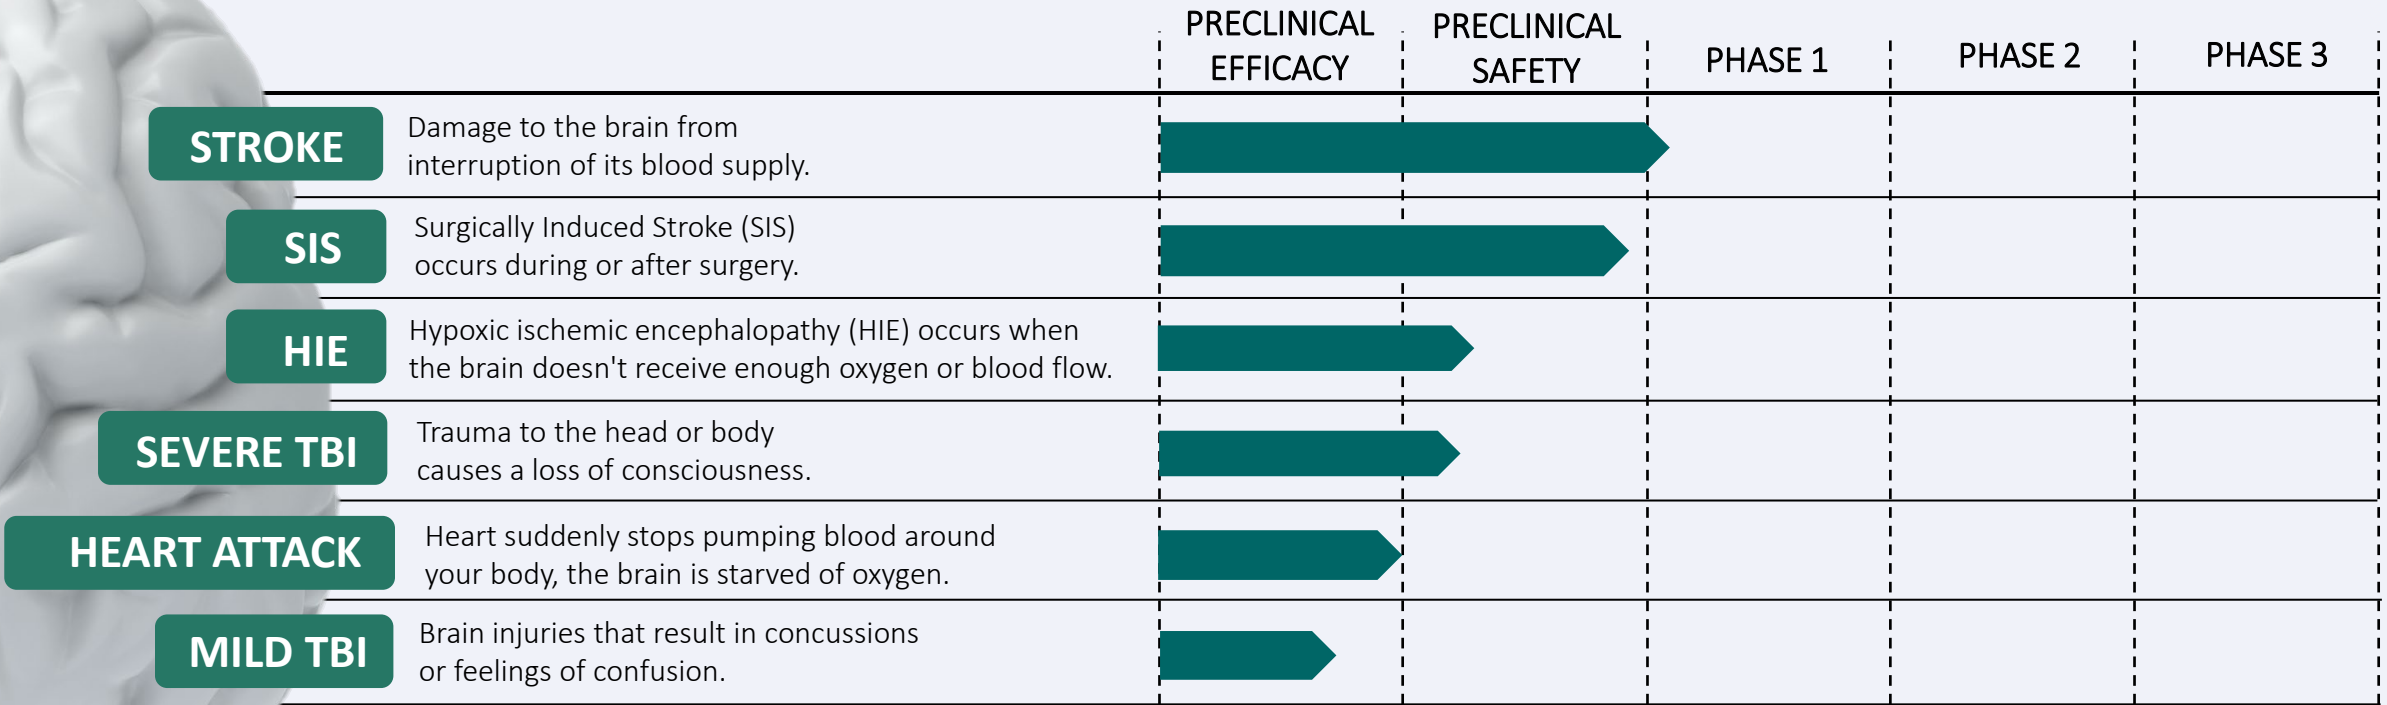 PRECLINICAL
EFFICACY
PRECLINICAL
SAFETY
PHASE 1
PHASE 2
PHASE 3
STROKE
Damage to the brain from
interruption of its blood supply.
SIS
Surgically Induced Stroke (SIS)
occurs during or after surgery.
HIE
Hypoxic ischemic encephalopathy (HIE) occurs when
the brain doesn't receive enough oxygen or blood flow.
SEVERE TBI
Trauma to the head or body
causes a loss of consciousness.
HEART ATTACK
Heart suddenly stops pumping blood around
your body, the brain is starved of oxygen.
MILD TBI
Brain injuries that result in concussions
or feelings of confusion.